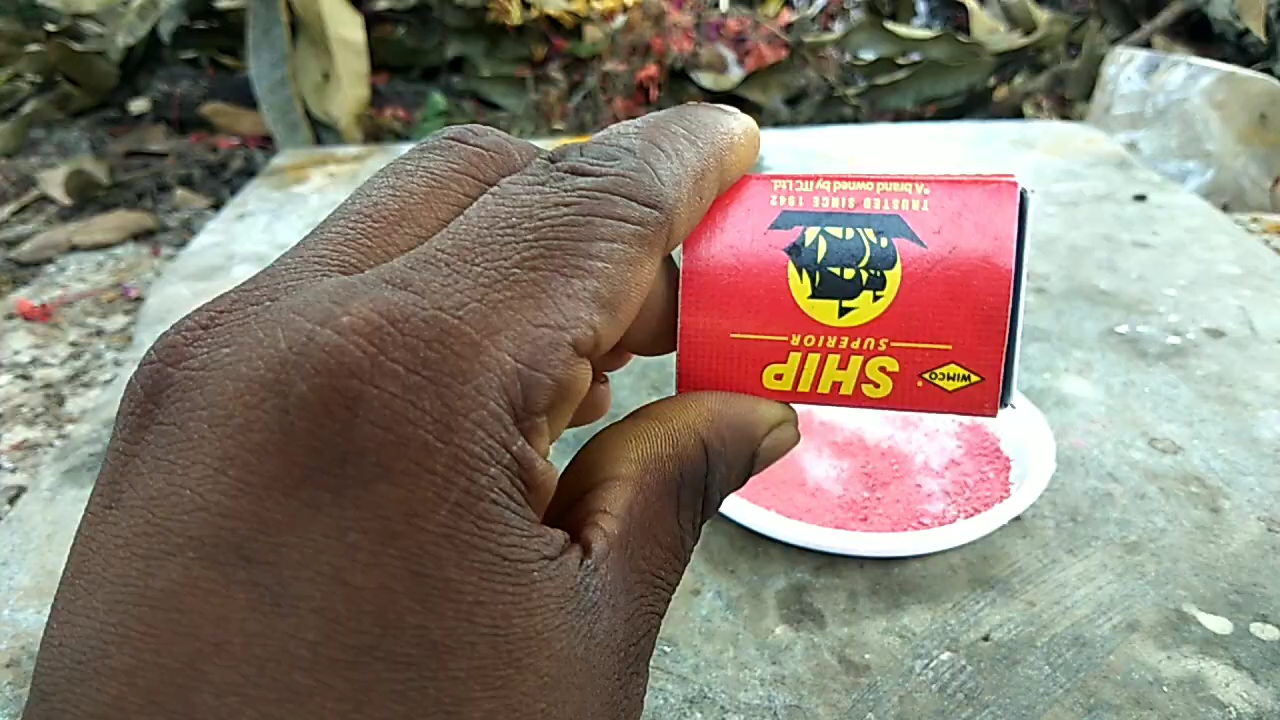 WIMCO
SHIP
SUPERIOR
TRUSTED SINCE 1942
*A brand owned by ITC Ltd.